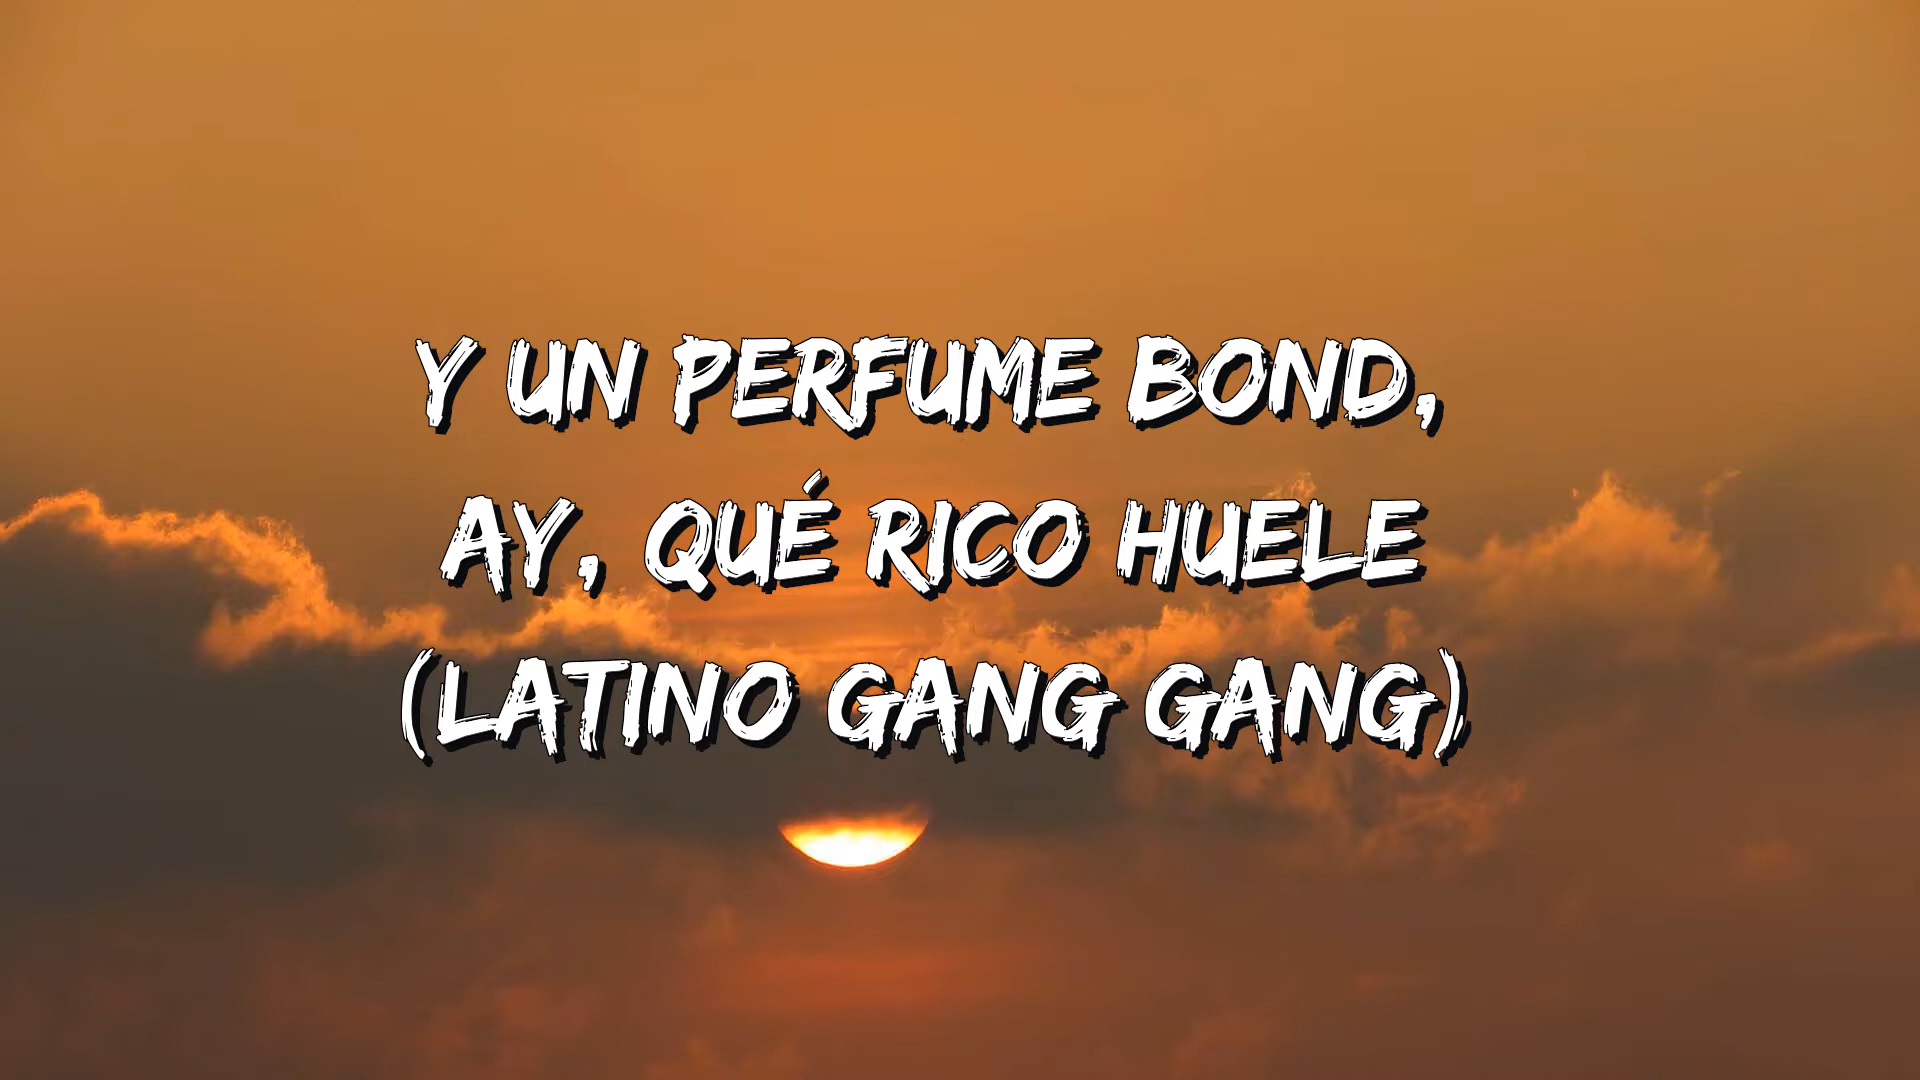 Y UN PERFUME BOND,
AY, QUÉ RICO HUELE
(LATINO GANG GANG)